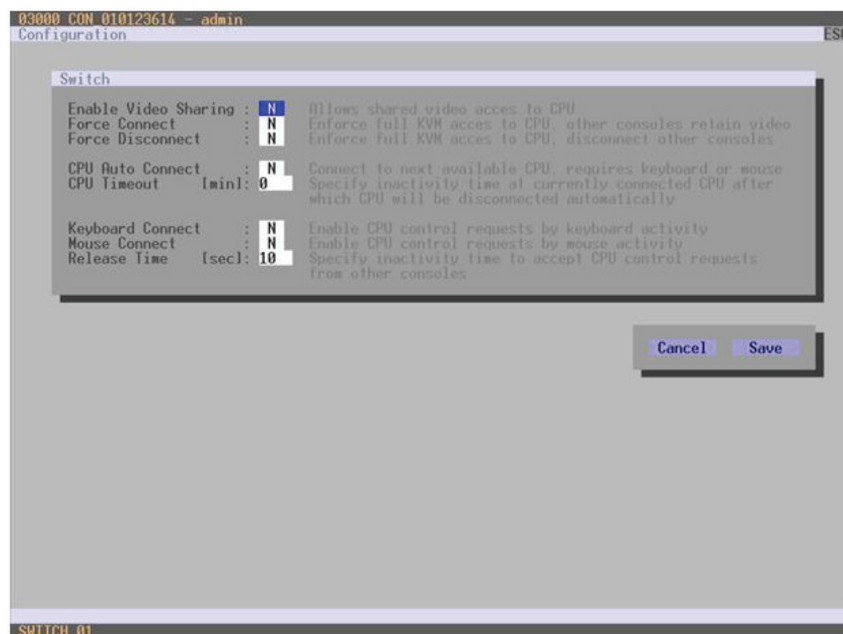 03000 CON_010123614 - admin
Configuration ESC
Switch
Enable Video Sharing : N Allows shared video acces to CPU
Force Connect : N Enforce full KVM acces to CPU, other consoles retain video
Force Disconnect : N Enforce full KVM acces to CPU, disconnect other consoles
CPU Auto Connect : N Connect to next available CPU, requires keyboard or mouse
CPU Timeout [min]: 0 Specify inactivity time at currently connected CPU after
which CPU will be disconnected automatically
Keyboard Connect : N Enable CPU control requests by keyboard activity
Mouse Connect : N Enable CPU control requests by mouse activity
Release Time [sec]: 10 Specify inactivity time to accept CPU control requests
from other consoles
Cancel Save
SWITCH_01